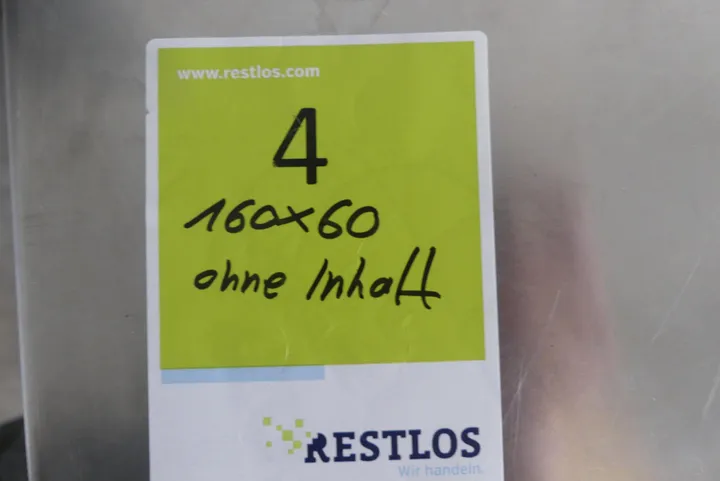 www.restlos.com
4
160x60
ohne Inhalt
RESTLOS
Wir handeln.